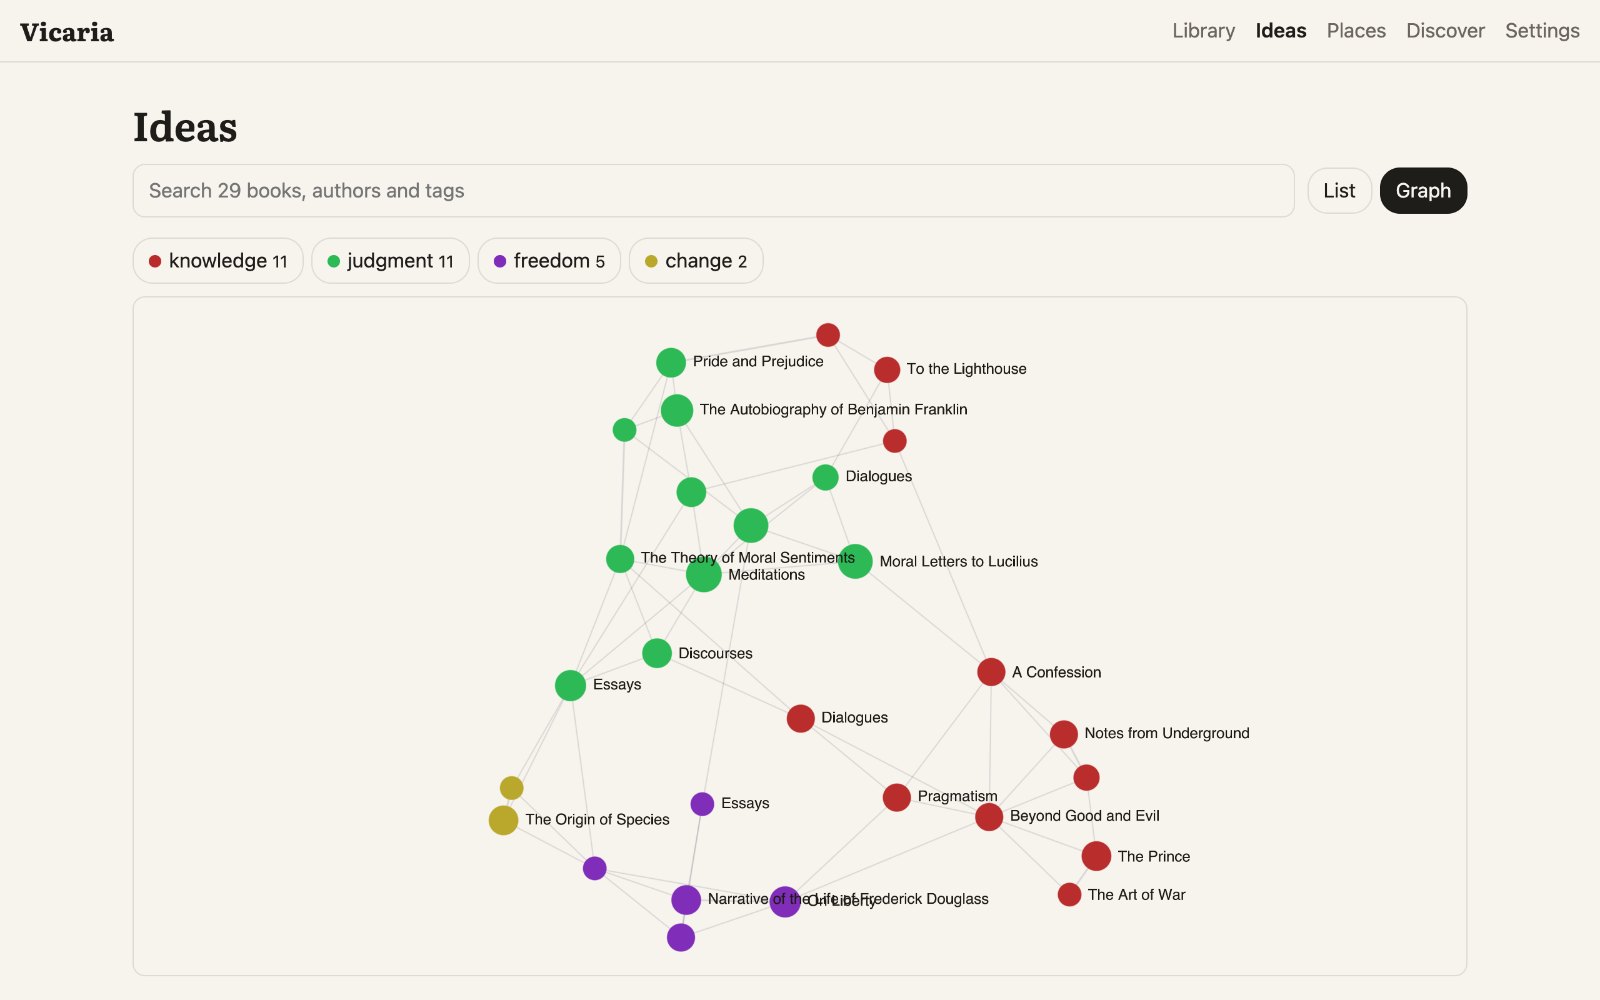 Vicaria
Library Ideas Places Discover Settings
Ideas
Search 29 books, authors and tags
List Graph
knowledge 11 judgment 11 freedom 5 change 2
Pride and Prejudice
To the Lighthouse
The Autobiography of Benjamin Franklin
Dialogues
The Theory of Moral Sentiments
Moral Letters to Lucilius
Meditations
Discourses
A Confession
Essays
Dialogues
Notes from Underground
Pragmatism
Essays
Beyond Good and Evil
The Origin of Species
The Prince
The Art of War
Narrative of the Life of Frederick Douglass
On Liberty